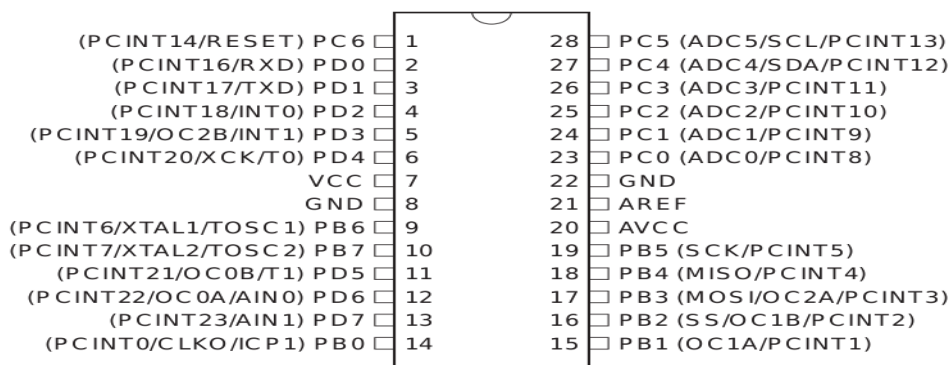 (PCINT14/RESET) PC6 1 28 PC5 (ADC5/SCL/PCINT13)
(PCINT16/RXD) PD0 2 27 PC4 (ADC4/SDA/PCINT12)
(PCINT17/TXD) PD1 3 26 PC3 (ADC3/PCINT11)
(PCINT18/INT0) PD2 4 25 PC2 (ADC2/PCINT10)
(PCINT19/OC2B/INT1) PD3 5 24 PC1 (ADC1/PCINT9)
(PCINT20/XCK/T0) PD4 6 23 PC0 (ADC0/PCINT8)
VCC 7 22 GND
GND 8 21 AREF
(PCINT6/XTAL1/TOSC1) PB6 9 20 AVCC
(PCINT7/XTAL2/TOSC2) PB7 10 19 PB5 (SCK/PCINT5)
(PCINT21/OC0B/T1) PD5 11 18 PB4 (MISO/PCINT4)
(PCINT22/OC0A/AIN0) PD6 12 17 PB3 (MOSI/OC2A/PCINT3)
(PCINT23/AIN1) PD7 13 16 PB2 (SS/OC1B/PCINT2)
(PCINT0/CLKO/ICP1) PB0 14 15 PB1 (OC1A/PCINT1)